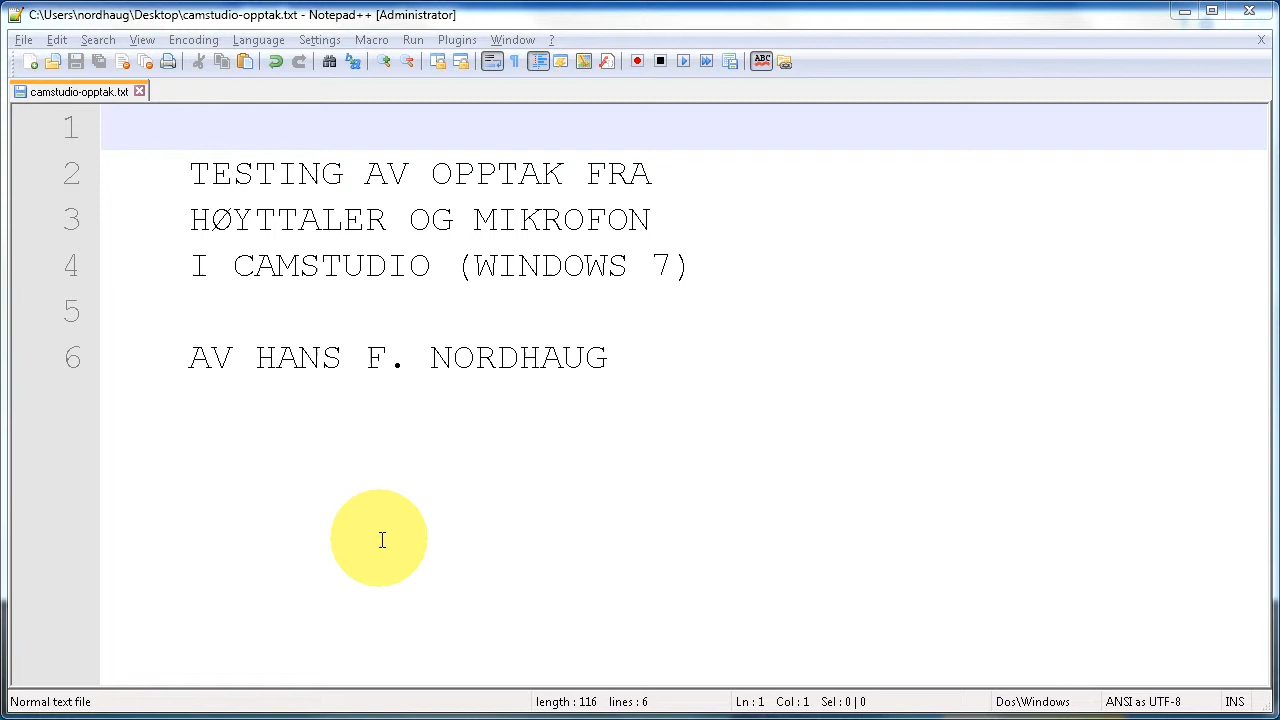 C:\Users\nordhaug\Desktop\camstudio-opptak.txt - Notepad++ [Administrator]
File Edit Search View Encoding Language Settings Macro Run Plugins Window ? X
ABC
camstudio-opptak.txt
1
2 TESTING AV OPPTAK FRA
3 HØYTTALER OG MIKROFON
4 I CAMSTUDIO (WINDOWS 7)
5
6 AV HANS F. NORDHAUG
Normal text file length : 116 lines : 6 Ln : 1 Col : 1 Sel : 0 | 0 Dos\Windows ANSI as UTF-8 INS